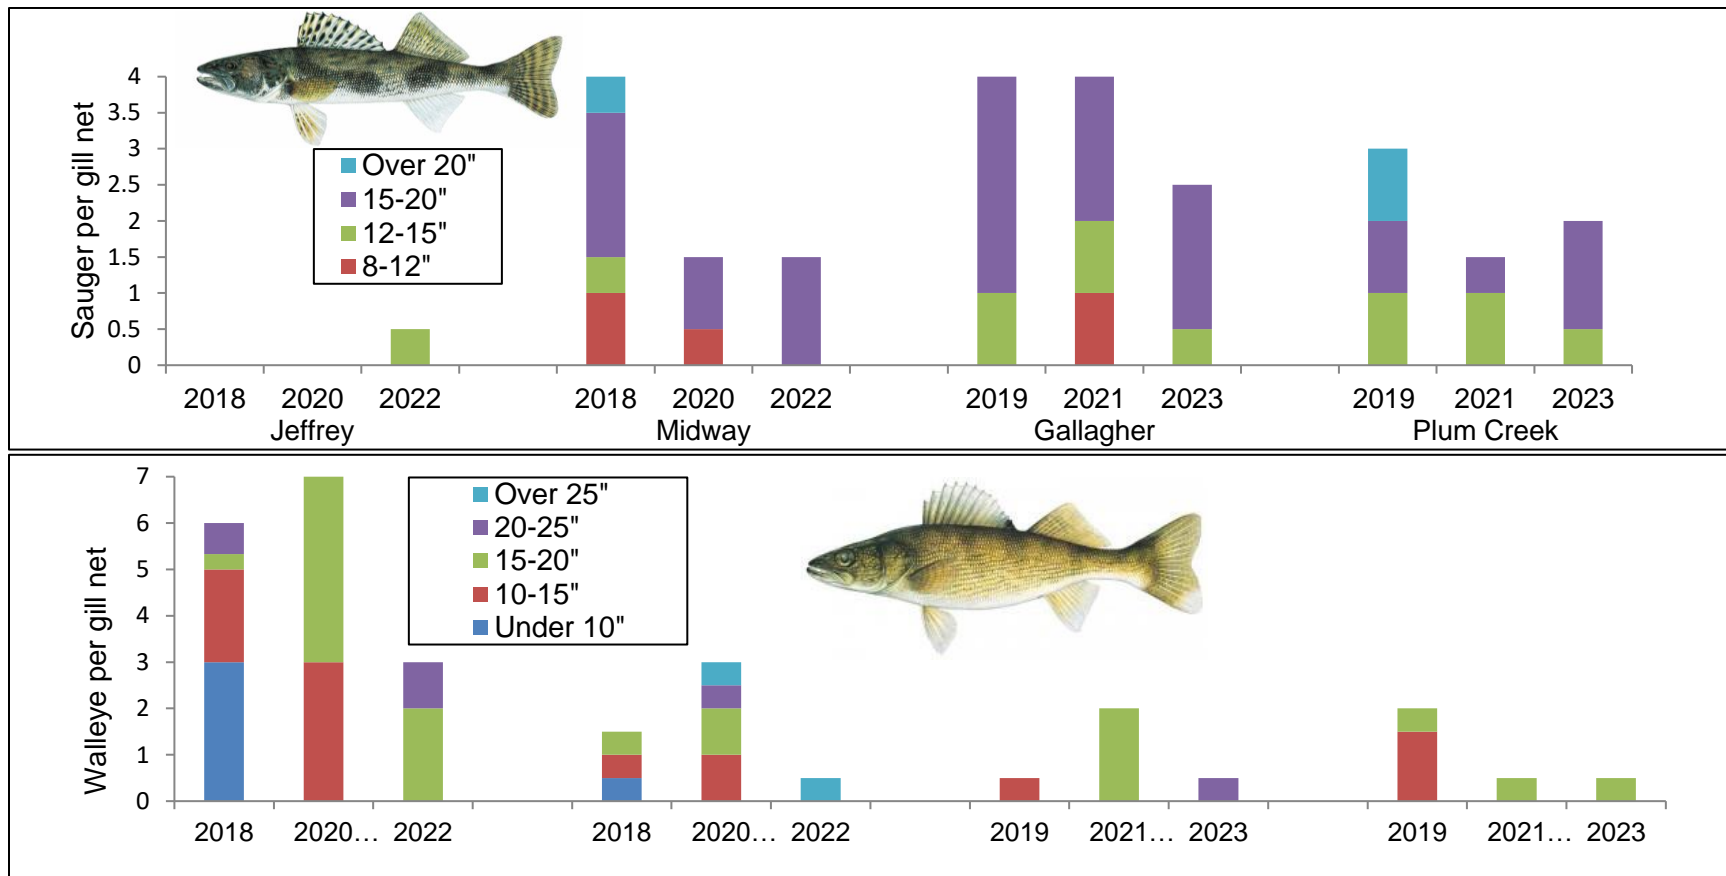 Sauger per gill net
4
3.5
3
2.5
2
1.5
1
0.5
0
Over 20"
15-20"
12-15"
8-12"
2018 2020 2022 2018 2020 2022 2019 2021 2023 2019 2021 2023
Jeffrey Midway Gallagher Plum Creek
Walleye per gill net
7
6
5
4
3
2
1
0
Over 25"
20-25"
15-20"
10-15"
Under 10"
2018 2020… 2022 2018 2020… 2022 2019 2021… 2023 2019 2021… 2023